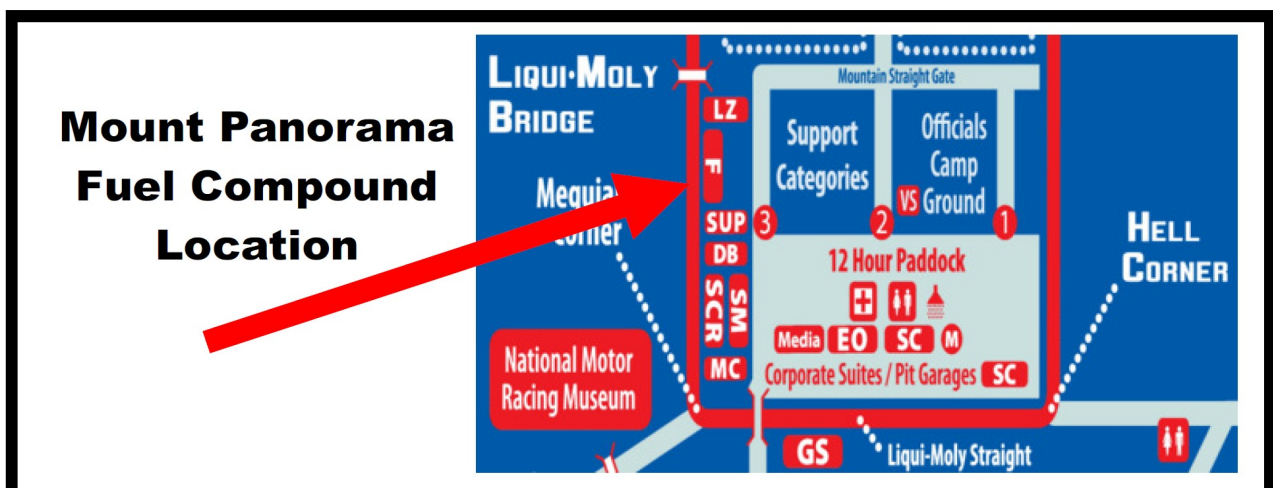 Mount Panorama
Fuel Compound
Location
LIQUI•MOLY
BRIDGE
Mountain Straight Gate
LZ
F
Support
Categories
Officials
Camp
Ground
VS
SUP
3
2
1
DB
SCR
SM
MC
12 Hour Paddock
Media
EO
SC
M
Corporate Suites / Pit Garages
SC
HELL
CORNER
National Motor
Racing Museum
GS
Liqui-Moly Straight